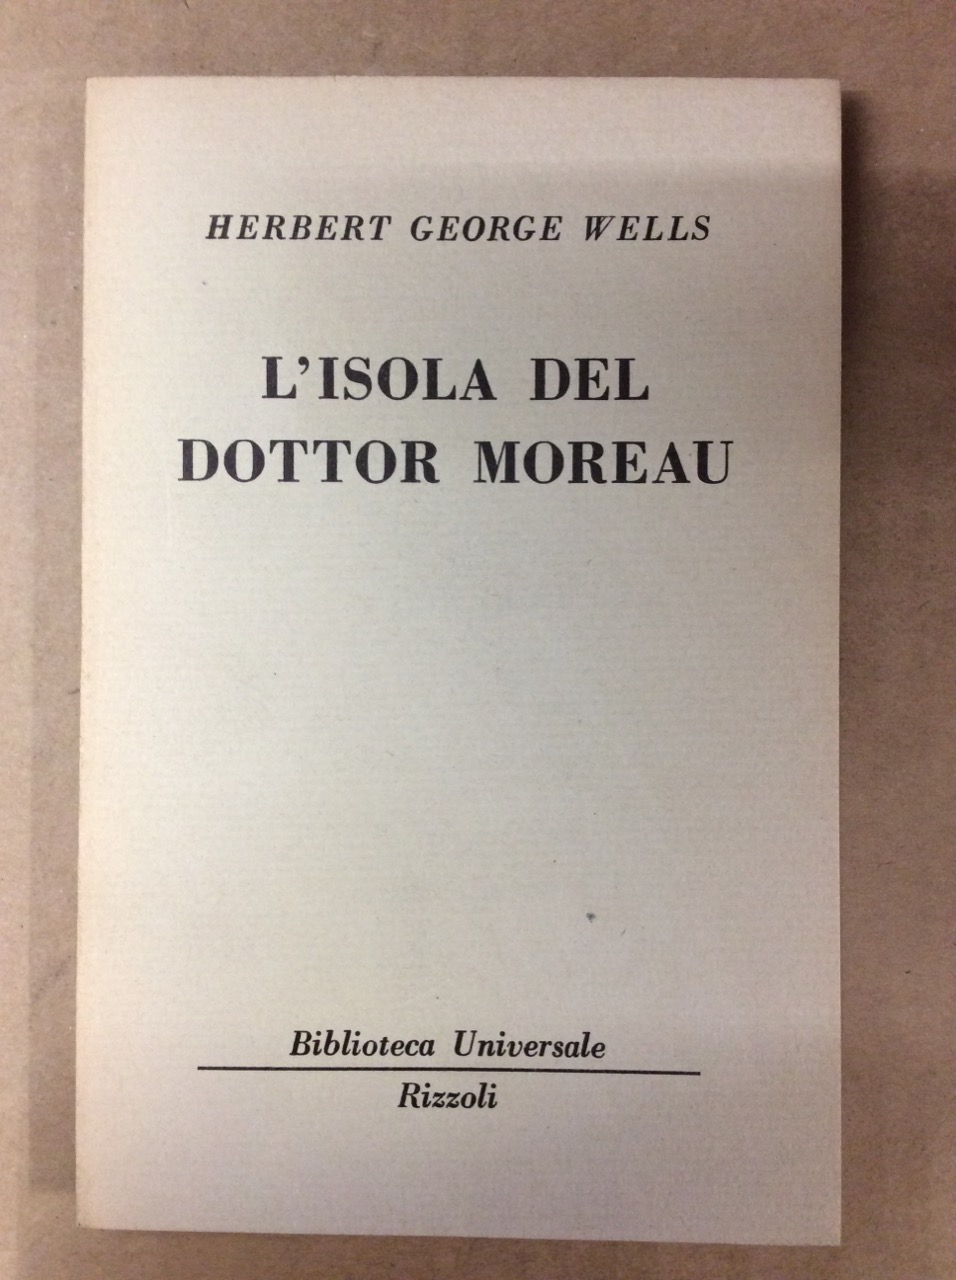 HERBERT GEORGE WELLS
L'ISOLA DEL
DOTTOR MOREAU
Biblioteca Universale
Rizzoli